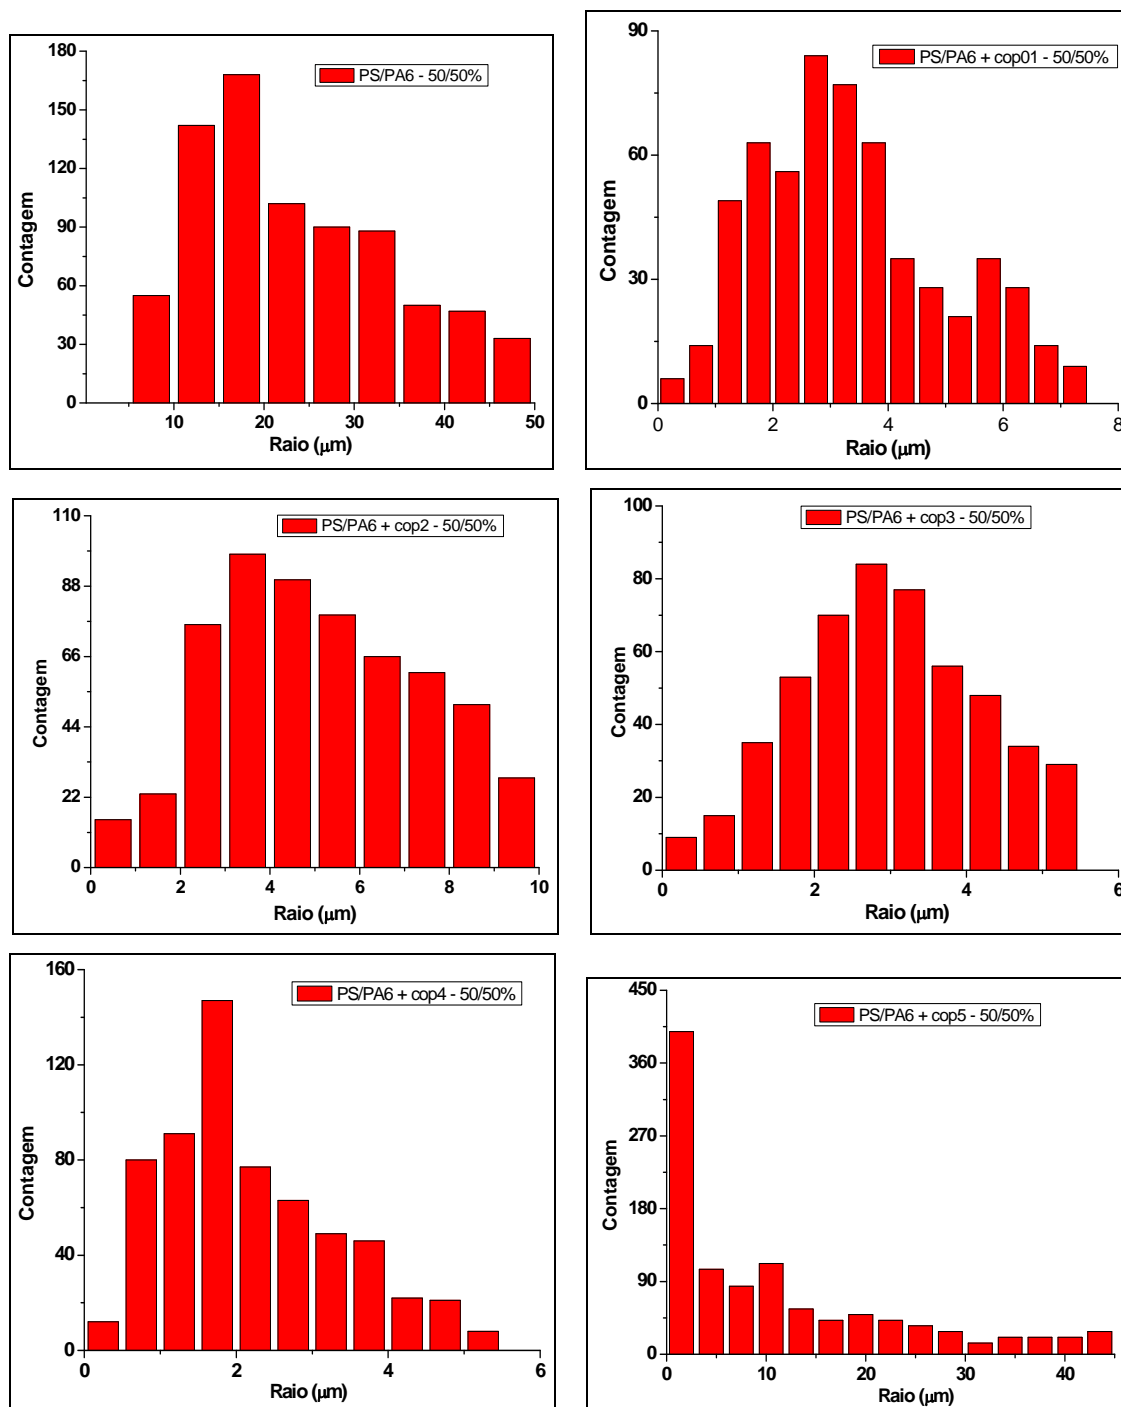 180
150
120
90
60
30
0
Contagem
PS/PA6 - 50/50%
10 20 30 40 50
Raio (μm)
90
60
30
0
Contagem
PS/PA6 + cop01 - 50/50%
0 2 4 6 8
Raio (μm)
110
88
66
44
22
0
Contagem
PS/PA6 + cop2 - 50/50%
0 2 4 6 8 10
Raio (μm)
100
80
60
40
20
0
Contagem
PS/PA6 + cop3 - 50/50%
0 2 4 6
Raio (μm)
160
120
80
40
0
Contagem
PS/PA6 + cop4 - 50/50%
0 2 4 6
Raio (μm)
450
360
270
180
90
0
Contagem
PS/PA6 + cop5 - 50/50%
0 10 20 30 40
Raio (μm)